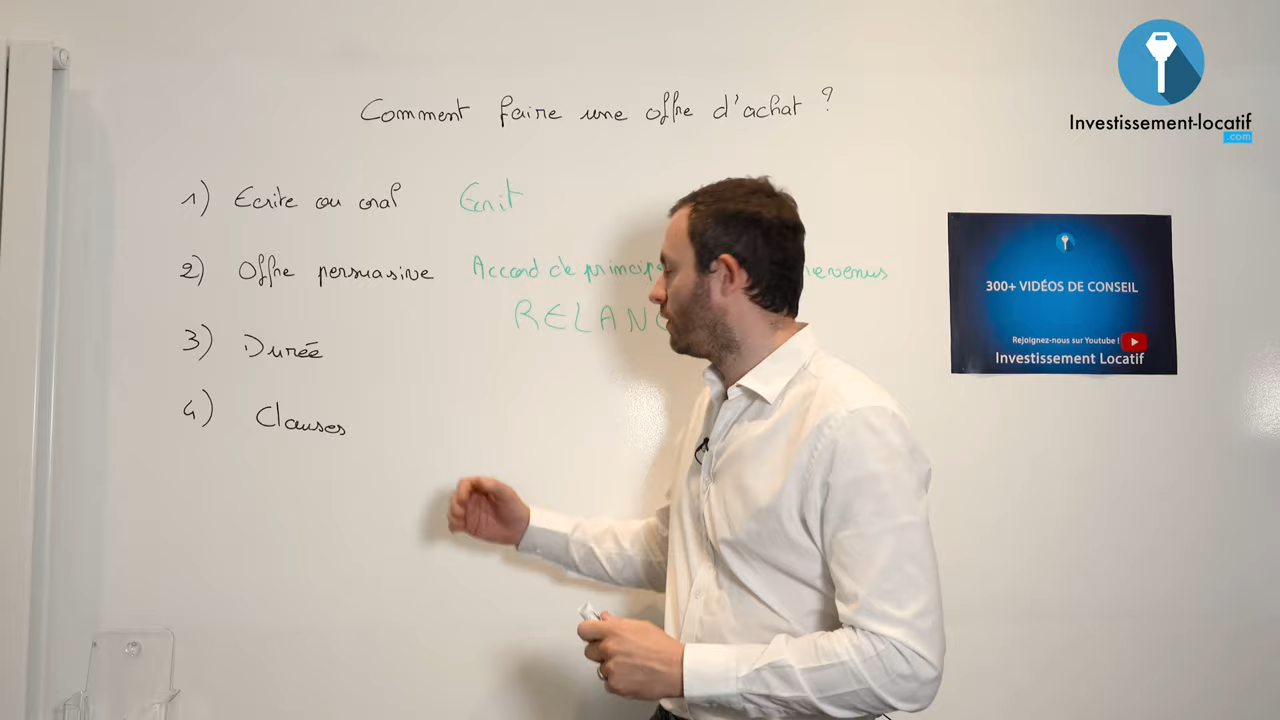 Comment faire une offre d'achat ?
1) Ecrite ou oral Ecrit
2) Offre persuasive Accord de princip revenus
RELANC
3) Durée
4) Clauses
Investissement-locatif
.com
300+ VIDÉOS DE CONSEIL
Rejoignez-nous sur Youtube !
Investissement Locatif